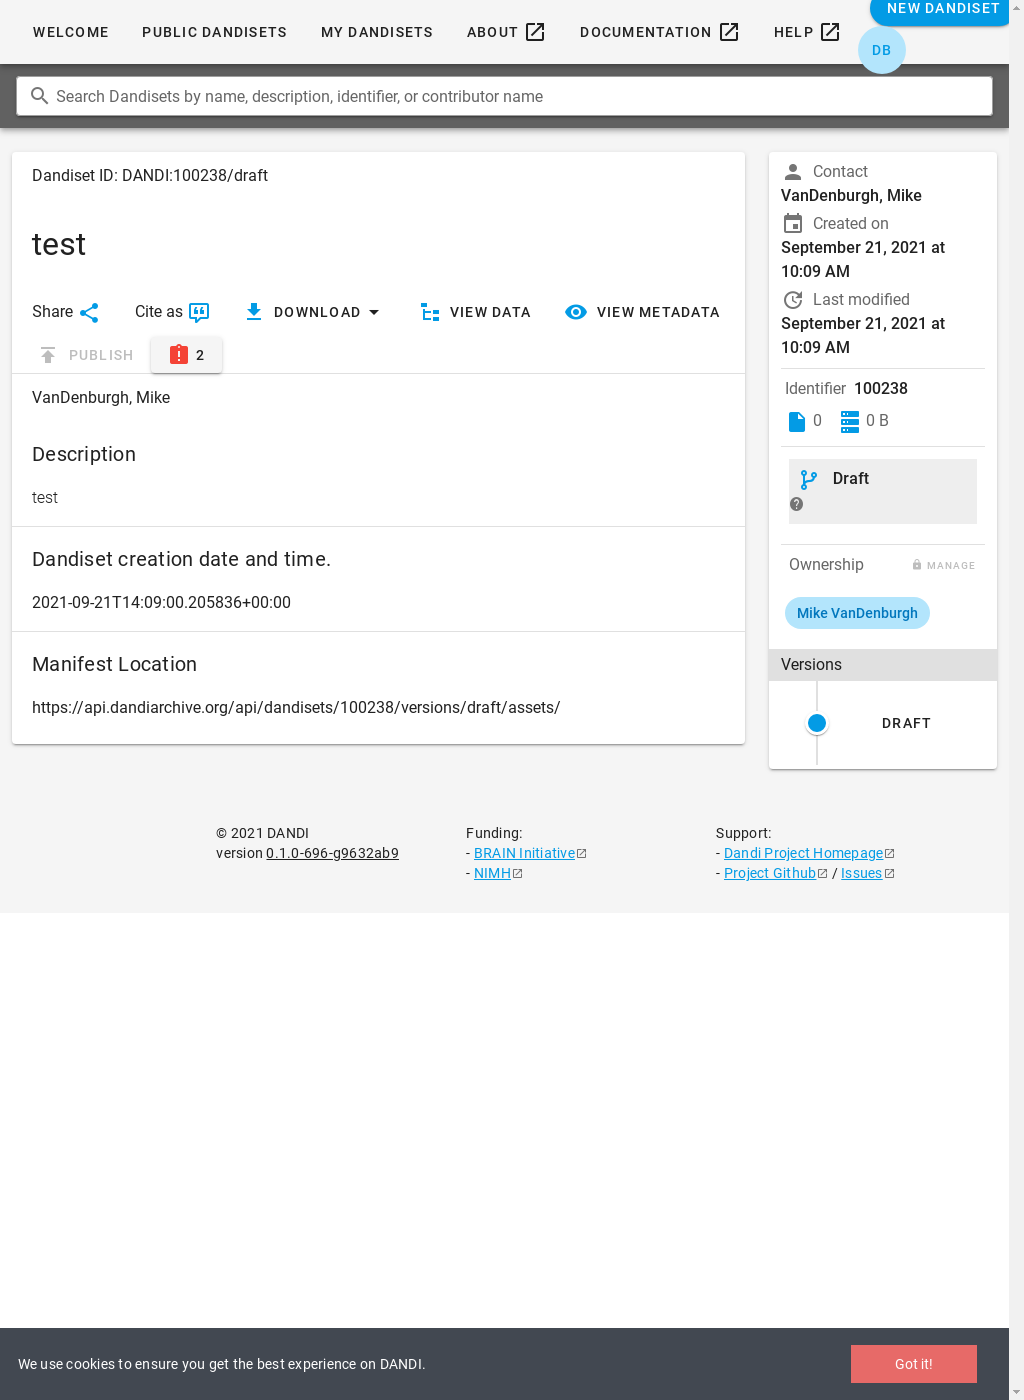 NEW DANDISET
WELCOME PUBLIC DANDISETS MY DANDISETS ABOUT DOCUMENTATION HELP
DB
Search Dandisets by name, description, identifier, or contributor name
Dandiset ID: DANDI:100238/draft
test
Share Cite as DOWNLOAD VIEW DATA VIEW METADATA
PUBLISH 2
VanDenburgh, Mike
Description
test
Dandiset creation date and time.
2021-09-21T14:09:00.205836+00:00
Manifest Location
https://api.dandiarchive.org/api/dandisets/100238/versions/draft/assets/
Contact
VanDenburgh, Mike
Created on
September 21, 2021 at
10:09 AM
Last modified
September 21, 2021 at
10:09 AM
Identifier 100238
0 0 B
Draft
Ownership MANAGE
Mike VanDenburgh
Versions
DRAFT
© 2021 DANDI
version 0.1.0-696-g9632ab9
Funding:
- BRAIN Initiative
- NIMH
Support:
- Dandi Project Homepage
- Project Github / Issues
We use cookies to ensure you get the best experience on DANDI.
Got it!